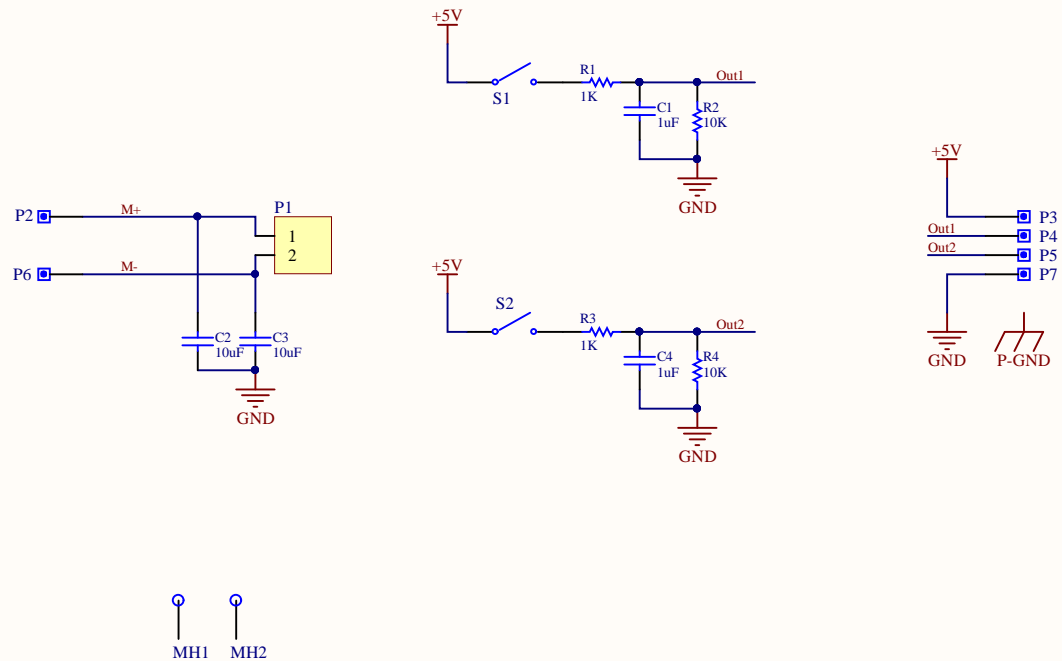 +5V
S1
R1
1K
Out1
C1
1uF
R2
10K
GND
P2
M+
P1
1
2
P6
M-
C2
10uF
C3
10uF
GND
+5V
S2
R3
1K
Out2
C4
1uF
R4
10K
GND
+5V
P3
Out1
P4
Out2
P5
P7
GND
P-GND
MH1
MH2